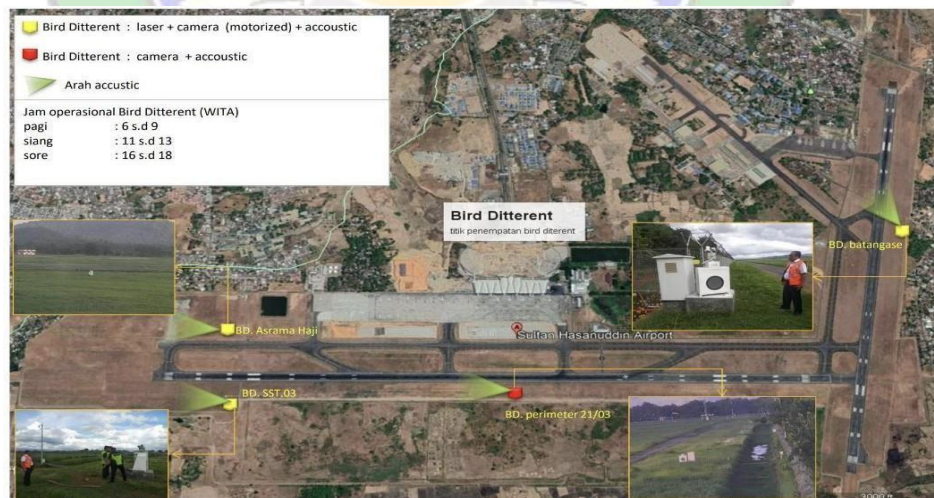 Bird Ditterent : laser + camera (motorized) + accoustic
Bird Ditterent : camera + accoustic
Arah accustic
Jam operasional Bird Ditterent (WITA)
pagi : 6 s.d 9
siang : 11 s.d 13
sore : 16 s.d 18
Bird Ditterent
titik penempatan bird diterent
BD. batangase
BD. Asrama Haji
Sultan Hasanuddin Airport
BD. SST.03
BD. perimeter 21/03
3000 ft